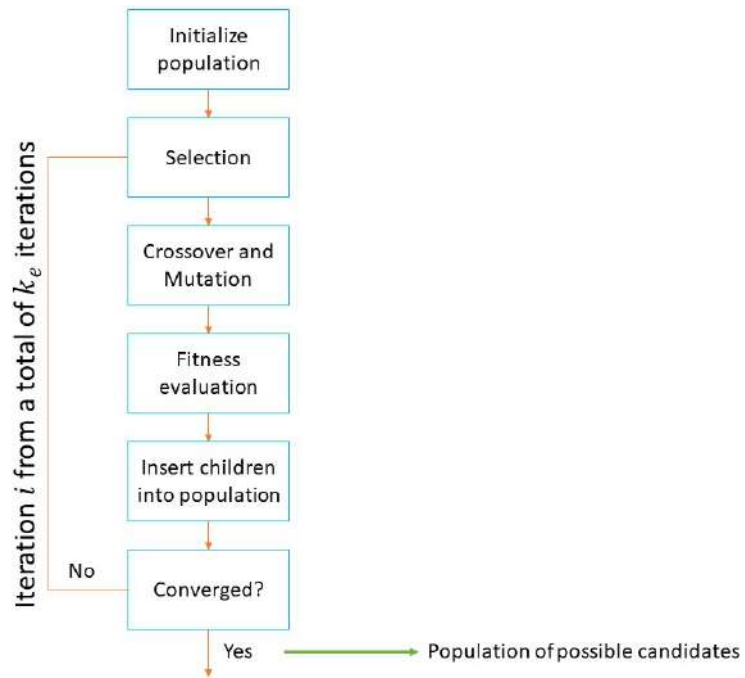 Initialize
population
Selection
Crossover and
Mutation
Fitness
evaluation
Insert children
into population
Converged?
No
Yes
Population of possible candidates
Iteration i from a total of kₑ iterations